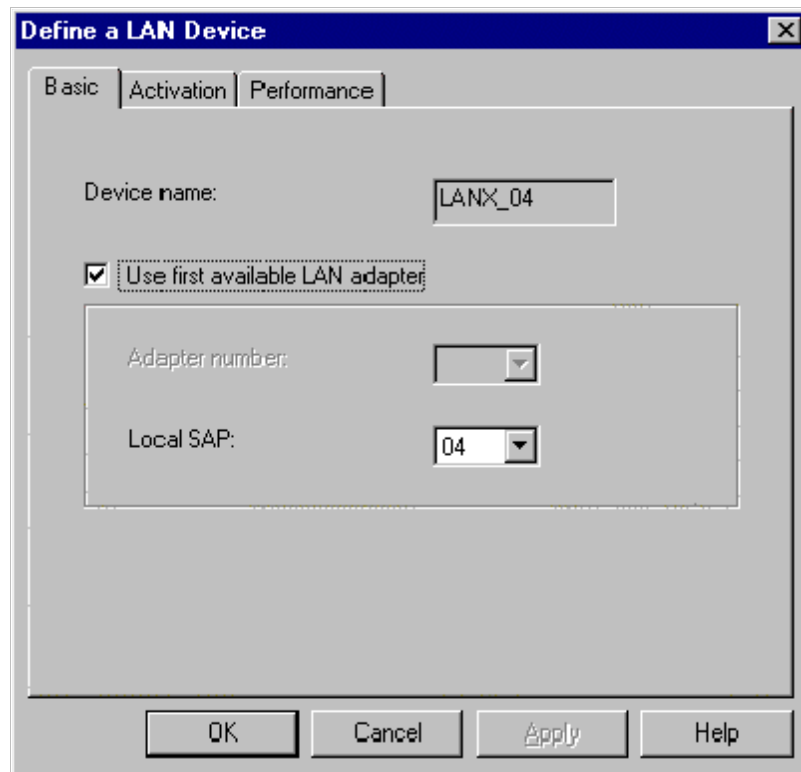 Define a LAN Device
Basic Activation Performance
Device name: LANX_04
Use first available LAN adapter
Adapter number:
Local SAP: 04
OK Cancel Apply Help